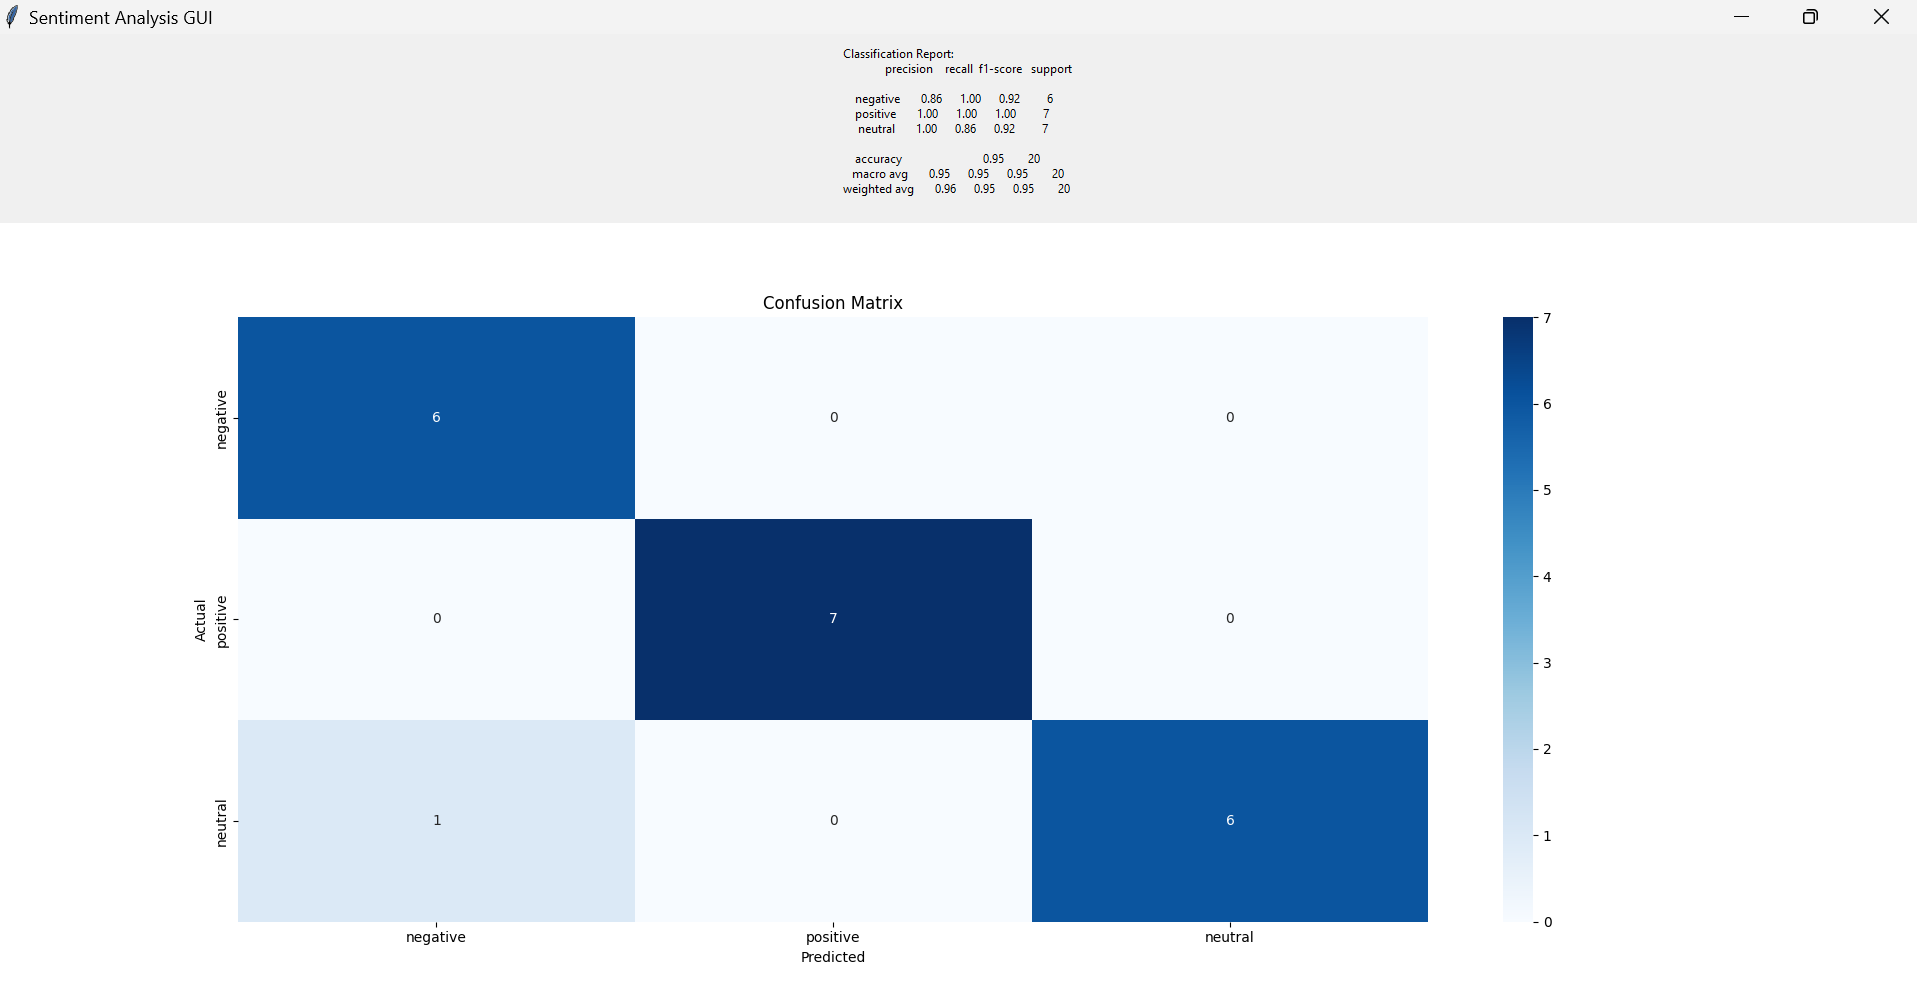 Sentiment Analysis GUI
Classification Report:
precision recall f1-score support
negative 0.86 1.00 0.92 6
positive 1.00 1.00 1.00 7
neutral 1.00 0.86 0.92 7
accuracy 0.95 20
macro avg 0.95 0.95 0.95 20
weighted avg 0.96 0.95 0.95 20
Confusion Matrix
Actual
negative
6 0 0
positive
0 7 0
neutral
1 0 6
negative positive neutral
Predicted
7
6
5
4
3
2
1
0